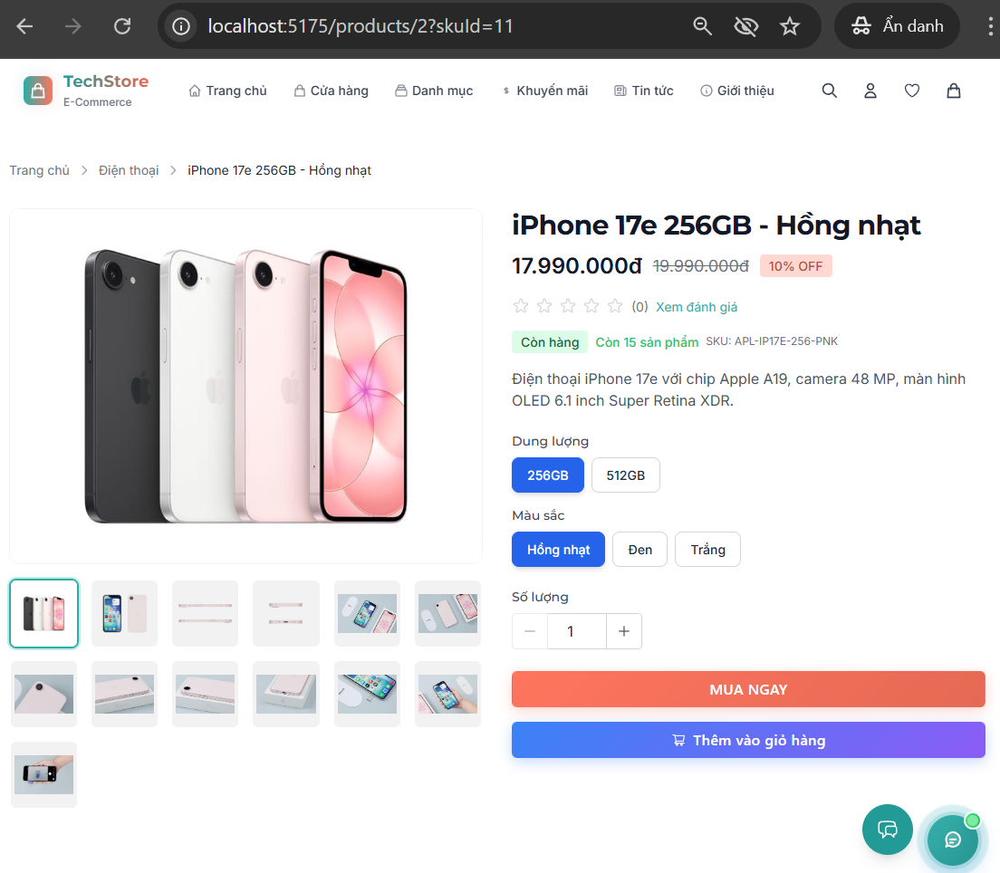 localhost:5175/products/2?skuId=11
Ẩn danh
TechStore
E-Commerce
Trang chủ
Cửa hàng
Danh mục
Khuyến mãi
Tin tức
Giới thiệu
Trang chủ > Điện thoại > iPhone 17e 256GB - Hồng nhạt
iPhone 17e 256GB - Hồng nhạt
17.990.000đ 19.990.000đ 10% OFF
(0) Xem đánh giá
Còn hàng Còn 15 sản phẩm SKU: APL-IP17E-256-PNK
Điện thoại iPhone 17e với chip Apple A19, camera 48 MP, màn hình
OLED 6.1 inch Super Retina XDR.
Dung lượng
256GB 512GB
Màu sắc
Hồng nhạt Đen Trắng
Số lượng
− 1 +
MUA NGAY
Thêm vào giỏ hàng